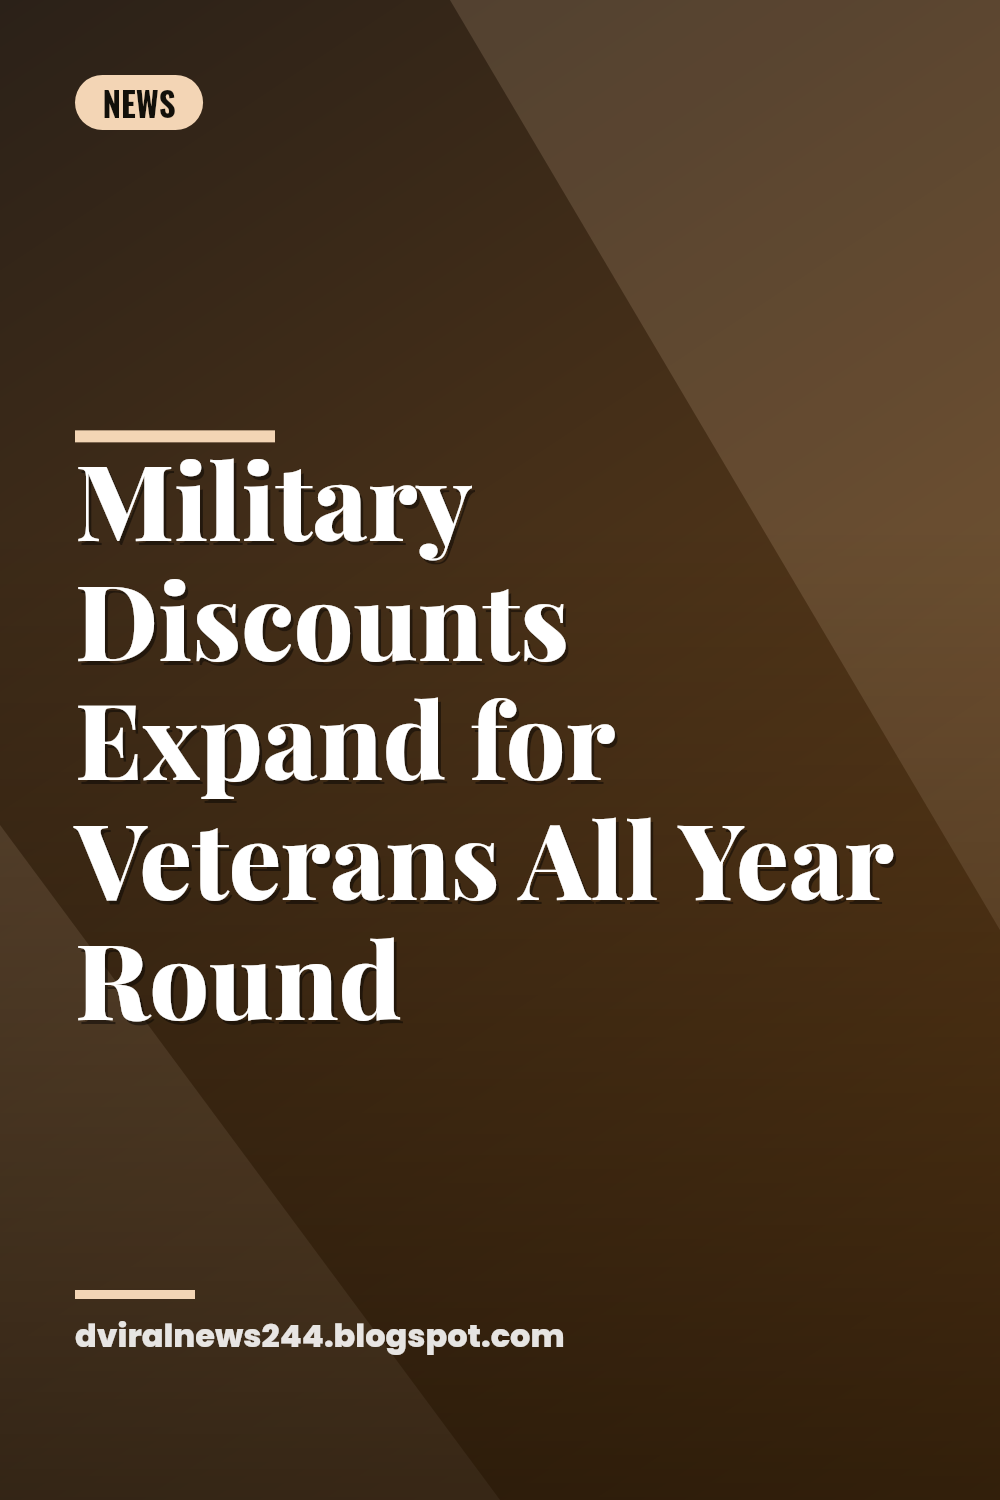 NEWS
Military
Discounts
Expand for
Veterans All Year
Round
dviralnews244.blogspot.com